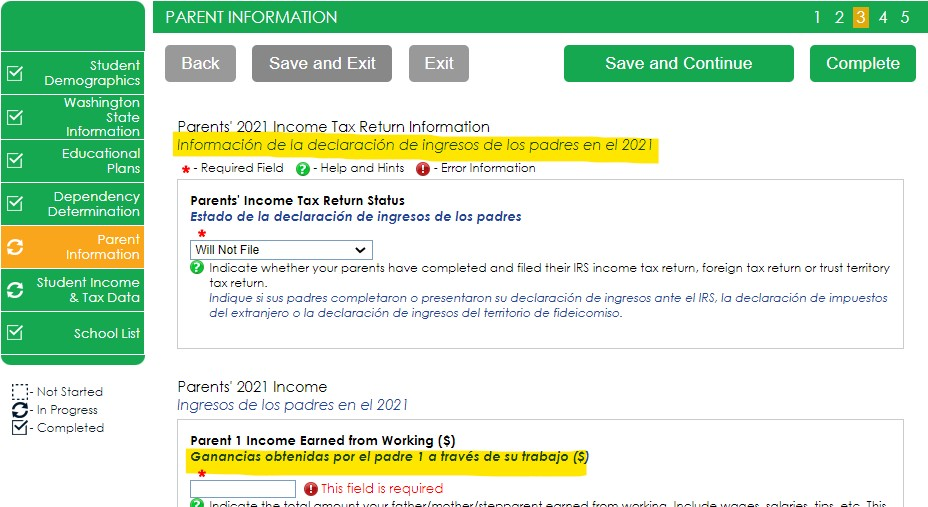 PARENT INFORMATION
1 2 3 4 5
Back Save and Exit Exit Save and Continue Complete
Student
Demographics
Washington
State
Information
Educational
Plans
Dependency
Determination
Parent
Information
Student Income
& Tax Data
School List
- Not Started
- In Progress
- Completed
Parents' 2021 Income Tax Return Information
Información de la declaración de ingresos de los padres en el 2021
* - Required Field ? - Help and Hints ! - Error Information
Parents' Income Tax Return Status
Estado de la declaración de ingresos de los padres
*
Will Not File
? Indicate whether your parents have completed and filed their IRS income tax return, foreign tax return or trust territory
tax return.
Indique si sus padres completaron o presentaron su declaración de ingresos ante el IRS, la declaración de impuestos
del extranjero o la declaración de ingresos del territorio de fideicomiso.
Parents' 2021 Income
Ingresos de los padres en el 2021
Parent 1 Income Earned from Working ($)
Ganancias obtenidas por el padre 1 a través de su trabajo ($)
*
! This field is required
? Indicate the total amount your father/mother/stepparent earned from working. Include wages, salaries, tips, etc. This